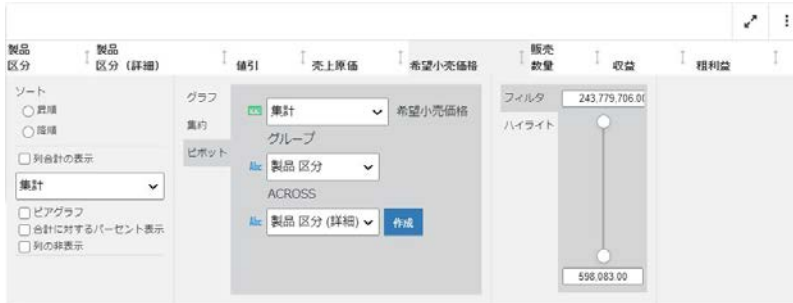 製品
区分
製品
区分 (詳細)
値引
売上原価
希望小売価格
販売
数量
収益
粗利益
ソート
昇順
降順
列合計の表示
集計
ビアグラフ
合計に対するパーセント表示
列の非表示
グラフ
集約
ピボット
集計
希望小売価格
グループ
Abc 製品 区分
ACROSS
Abc 製品 区分 (詳細)
作成
フィルタ
ハイライト
243,779,706.00
598,083.00